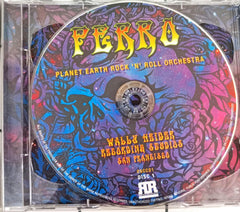 PERRO
PLANET EARTH ROCK 'N' ROLL ORCHESTRA
WALLY HEIDER
RECORDING STUDIOS
SAN FRANCISCO
DISC 1